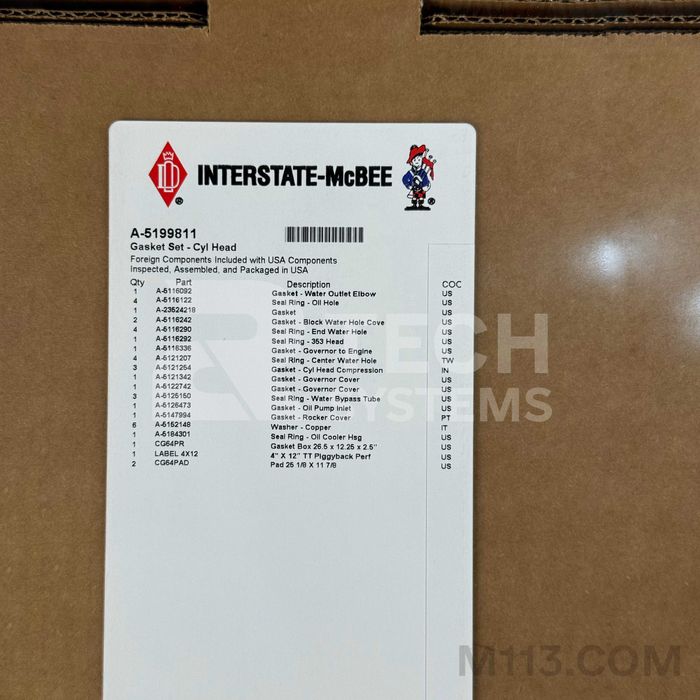 INTERSTATE-McBEE
A-5199811
Gasket Set - Cyl Head
Foreign Components Included with USA Components
Inspected, Assembled, and Packaged in USA
Qty Part Description COC
1 A-5116092 Gasket - Water Outlet Elbow US
4 A-5116122 Seal Ring - Oil Hole US
1 A-23524218 Gasket US
2 A-5116242 Gasket - Block Water Hole Cove US
4 A-5116290 Seal Ring - End Water Hole US
1 A-5116292 Seal Ring - 353 Head US
1 A-5116336 Gasket - Governor to Engine US
4 A-5121207 Seal Ring - Center Water Hole TW
3 A-5121254 Gasket - Cyl Head Compression IN
1 A-5121342 Gasket - Governor Cover US
1 A-5122742 Gasket - Governor Cover US
3 A-5125150 Seal Ring - Water Bypass Tube US
1 A-5126473 Gasket - Oil Pump Inlet US
1 A-5147994 Gasket - Rocker Cover PT
6 A-5152148 Washer - Copper IT
1 A-5184301 Seal Ring - Oil Cooler Hsg US
1 CG64PR Gasket Box 26.5 x 12.25 x 2.5" US
1 LABEL 4X12 4" X 12" TT Piggyback Perf US
2 CG64PAD Pad 25 1/8 X 11 7/8 US
TECH
SYSTEMS
M113.COM